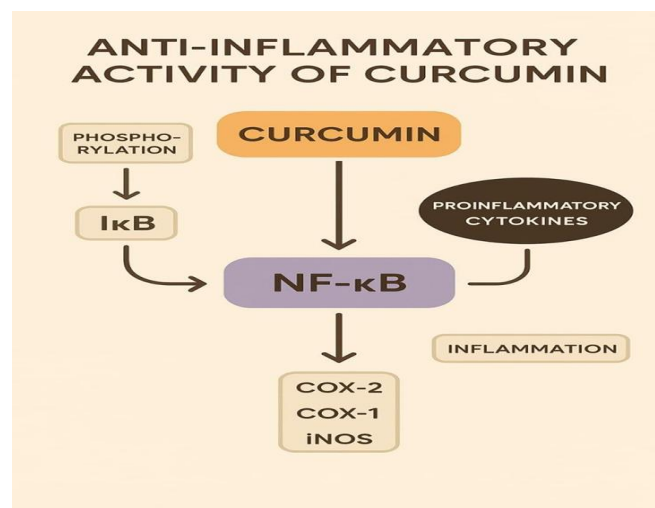 ANTI-INFLAMMATORY
ACTIVITY OF CURCUMIN
PHOSPHO-
RYLATION
CURCUMIN
IκB
PROINFLAMMATORY
CYTOKINES
NF-κB
INFLAMMATION
COX-2
COX-1
iNOS